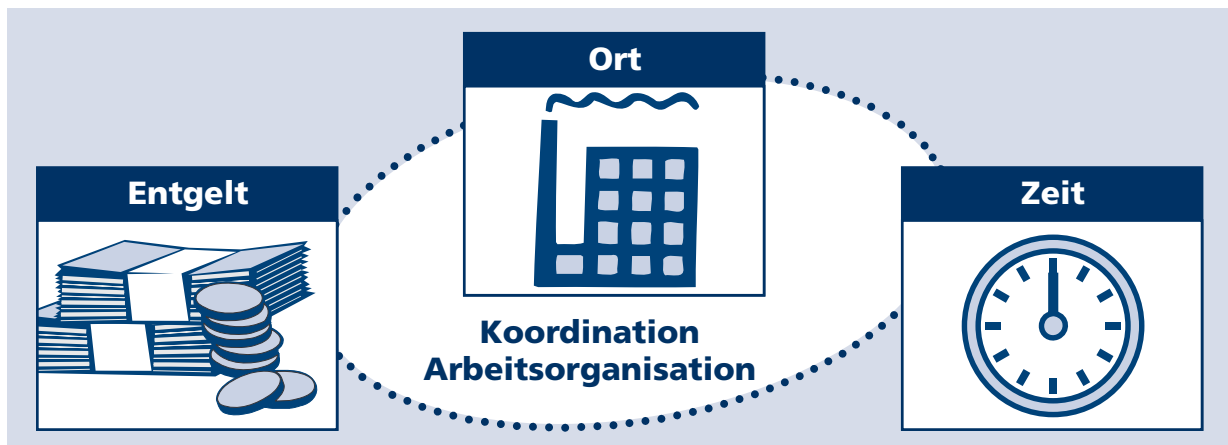 Ort
Entgelt
Zeit
Koordination
Arbeitsorganisation